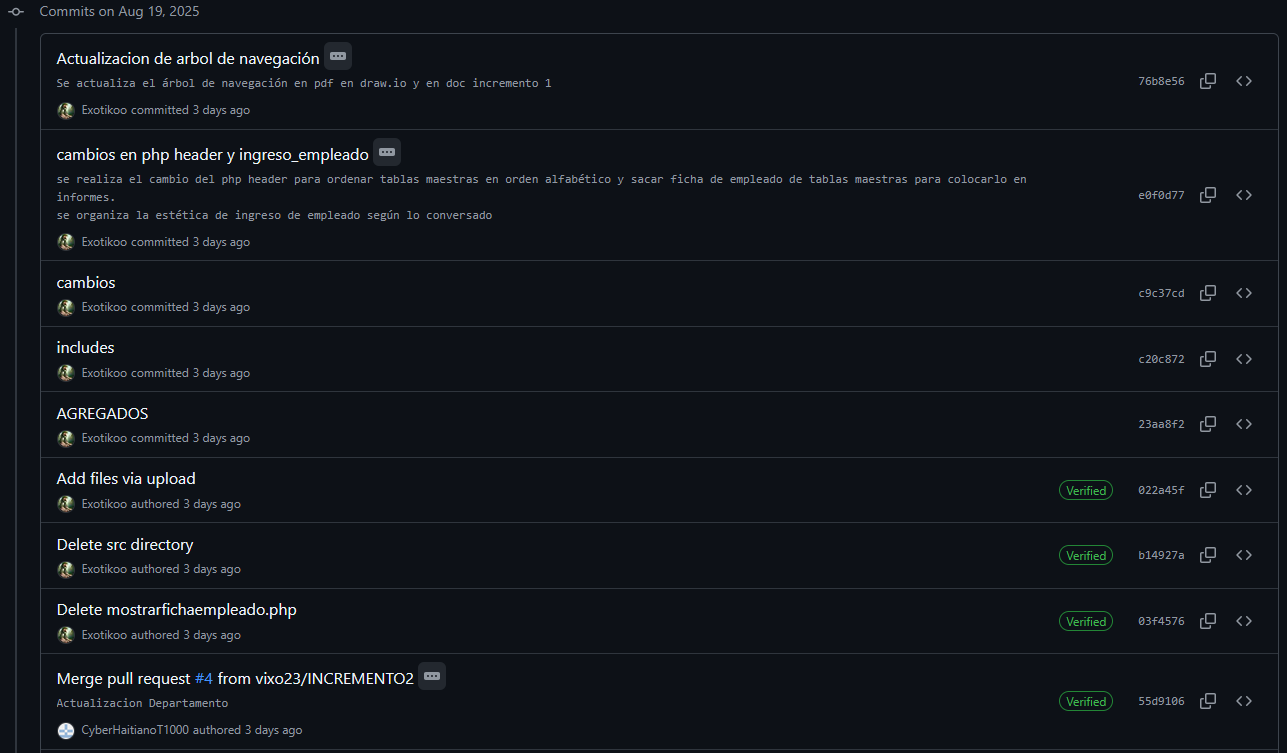 Commits on Aug 19, 2025
Actualizacion de arbol de navegación
Se actualiza el árbol de navegación en pdf en draw.io y en doc incremento 1
Exotikoo committed 3 days ago
76b8e56
cambios en php header y ingreso_empleado
se realiza el cambio del php header para ordenar tablas maestras en orden alfabético y sacar ficha de empleado de tablas maestras para colocarlo en
informes.
se organiza la estética de ingreso de empleado según lo conversado
Exotikoo committed 3 days ago
e0f0d77
cambios
Exotikoo committed 3 days ago
c9c37cd
includes
Exotikoo committed 3 days ago
c20c872
AGREGADOS
Exotikoo committed 3 days ago
23aa8f2
Add files via upload
Exotikoo authored 3 days ago
Verified 022a45f
Delete src directory
Exotikoo authored 3 days ago
Verified b14927a
Delete mostrarfichaempleado.php
Exotikoo authored 3 days ago
Verified 03f4576
Merge pull request #4 from vixo23/INCREMENTO2
Actualizacion Departamento
CyberHaitianoT1000 authored 3 days ago
Verified 55d9106